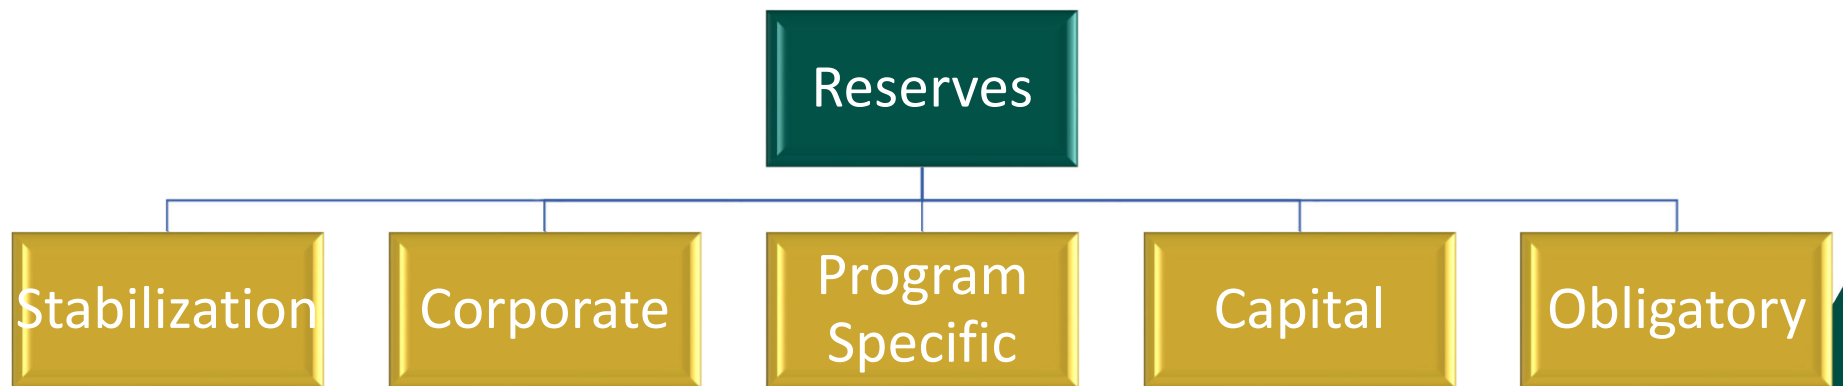 Reserves
Stabilization
Corporate
Program
Specific
Capital
Obligatory